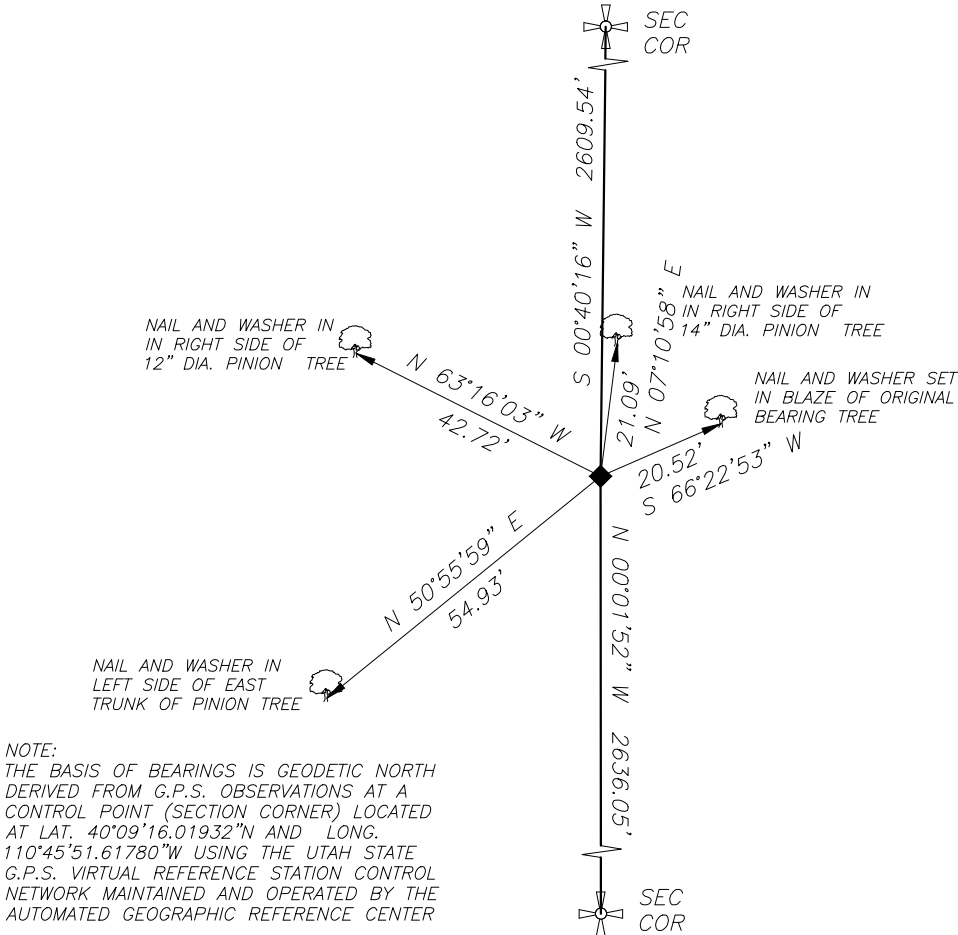 SEC
COR
S 00°40'16" W 2609.54'
NAIL AND WASHER IN
IN RIGHT SIDE OF
14" DIA. PINION TREE
N 07°10'58" E
21.09'
NAIL AND WASHER IN
IN RIGHT SIDE OF
12" DIA. PINION TREE
N 63°16'03" W
42.72'
NAIL AND WASHER SET
IN BLAZE OF ORIGINAL
BEARING TREE
20.52'
S 66°22'53" W
N 50°55'59" E
54.93'
N 00°01'52" W 2636.05'
NAIL AND WASHER IN
LEFT SIDE OF EAST
TRUNK OF PINION TREE
NOTE:
THE BASIS OF BEARINGS IS GEODETIC NORTH
DERIVED FROM G.P.S. OBSERVATIONS AT A
CONTROL POINT (SECTION CORNER) LOCATED
AT LAT. 40°09'16.01932"N AND LONG.
110°45'51.61780"W USING THE UTAH STATE
G.P.S. VIRTUAL REFERENCE STATION CONTROL
NETWORK MAINTAINED AND OPERATED BY THE
AUTOMATED GEOGRAPHIC REFERENCE CENTER
SEC
COR